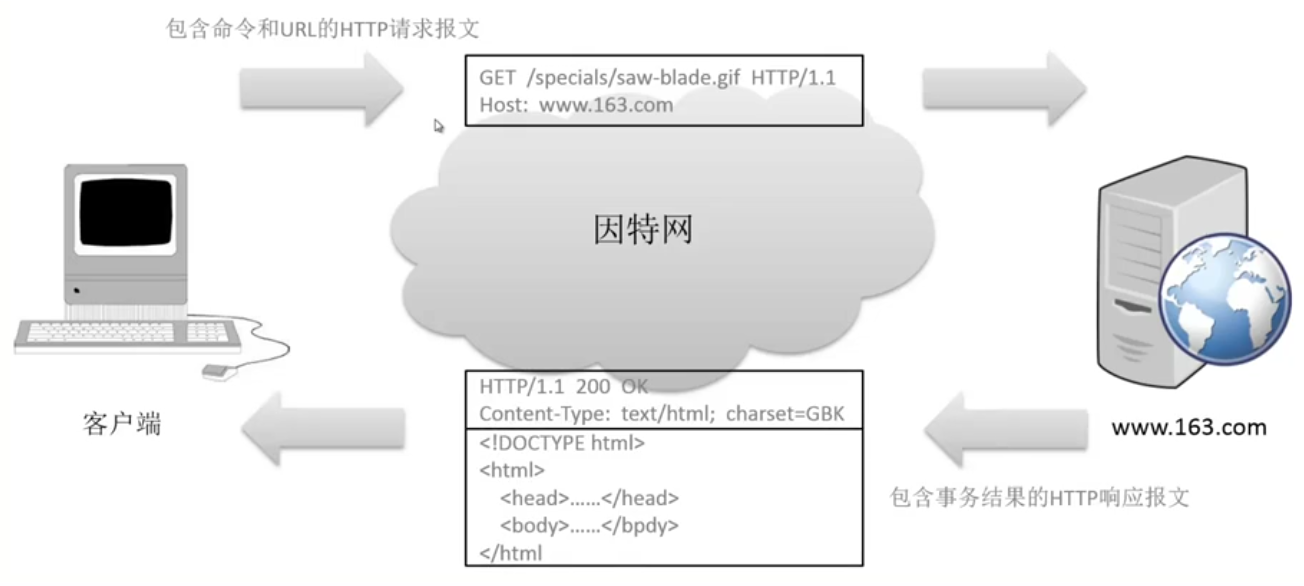 包含命令和URL的HTTP请求报文
GET /specials/saw-blade.gif HTTP/1.1
Host: www.163.com
因特网
客户端
www.163.com
HTTP/1.1 200 OK
Content-Type: text/html; charset=GBK
<!DOCTYPE html>
<html>
<head>……</head>
<body>……</bpdy>
</html
包含事务结果的HTTP响应报文